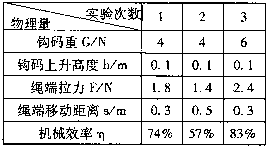 实验次数
物理量
1 2 3
钩码重 G/N 4 4 6
钩码上升高度 h/m 0.1 0.1 0.1
绳端拉力 F/N 1.8 1.4 2.4
绳端移动距离 s/m 0.3 0.5 0.3
机械效率 η 74% 57% 83%